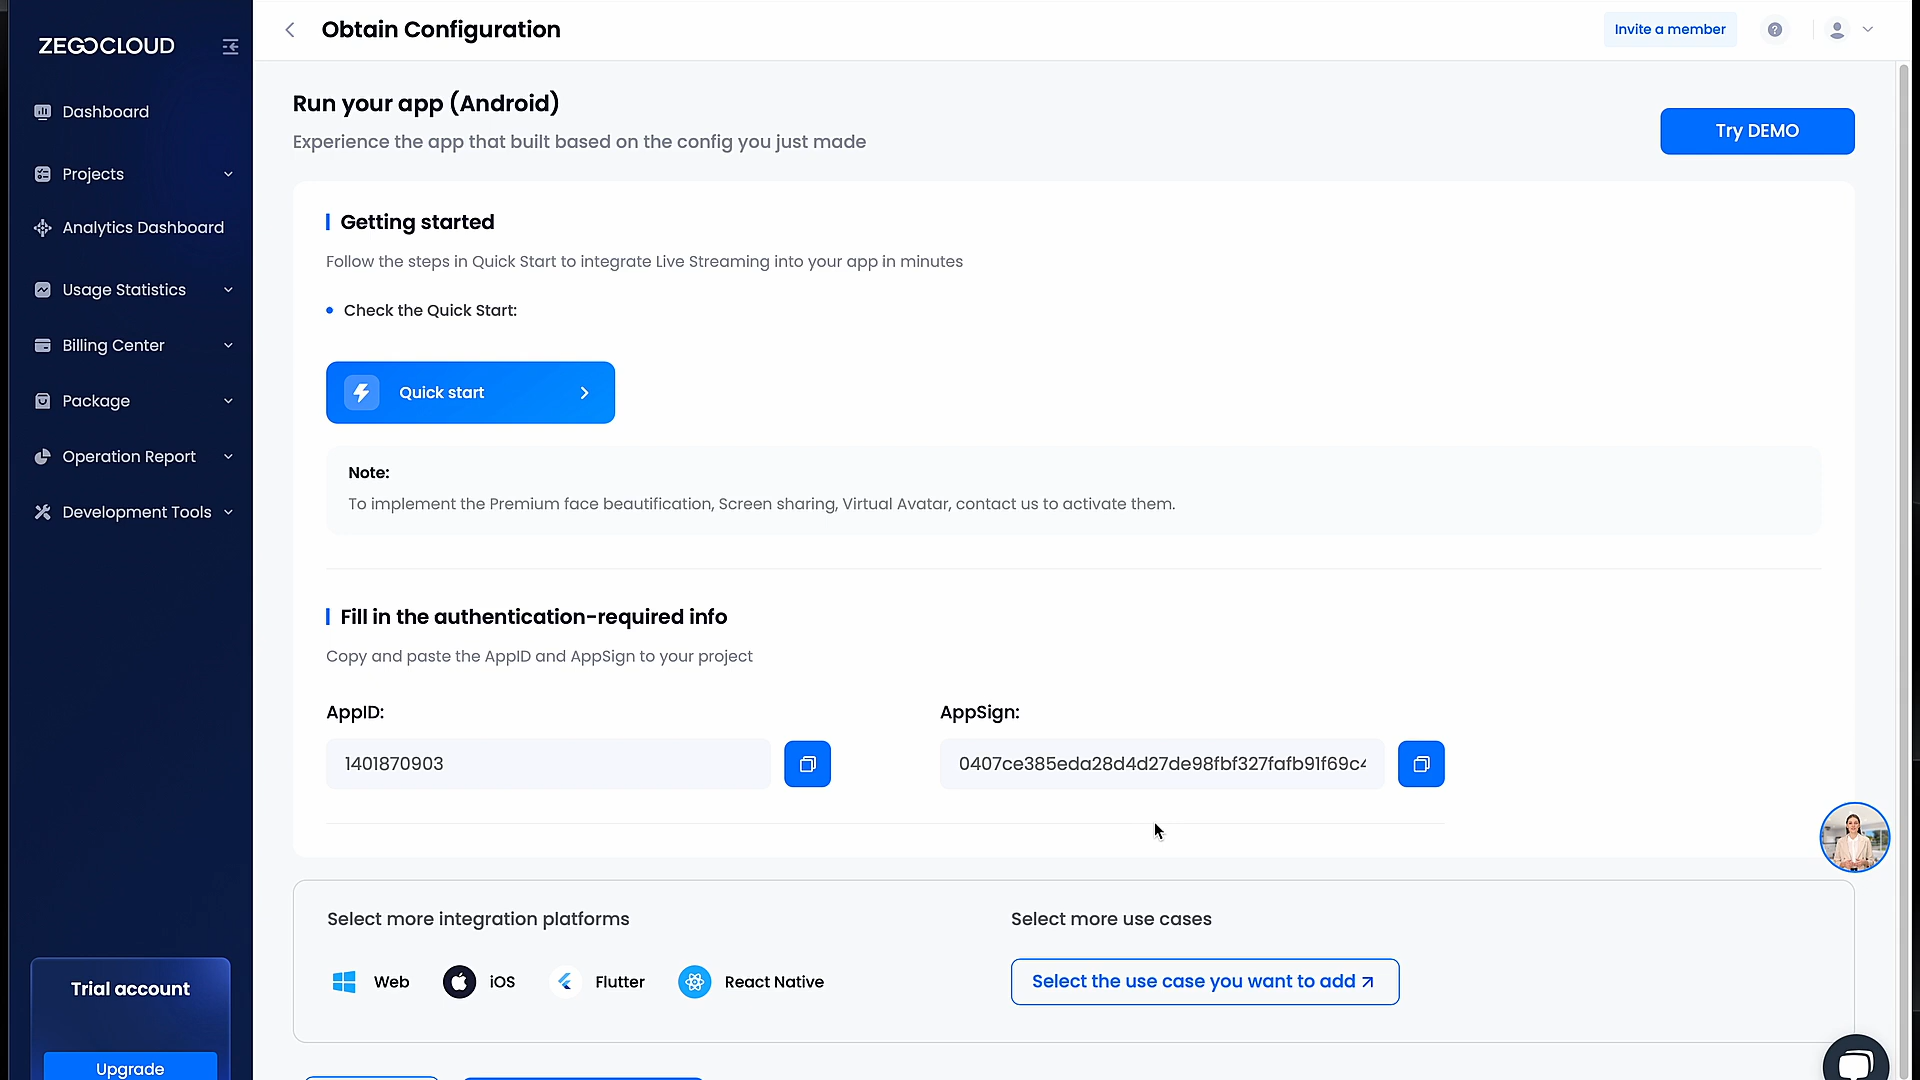 ZEGOCLOUD
Dashboard
Projects
Analytics Dashboard
Usage Statistics
Billing Center
Package
Operation Report
Development Tools
Trial account
Upgrade
Obtain Configuration
Invite a member
Run your app (Android)
Experience the app that built based on the config you just made
Try DEMO
Getting started
Follow the steps in Quick Start to integrate Live Streaming into your app in minutes
Check the Quick Start:
Quick start
Note:
To implement the Premium face beautification, Screen sharing, Virtual Avatar, contact us to activate them.
Fill in the authentication-required info
Copy and paste the AppID and AppSign to your project
AppID:
1401870903
AppSign:
0407ce385eda28d4d27de98fbf327fafb91f69c4
Select more integration platforms
Web
iOS
Flutter
React Native
Select more use cases
Select the use case you want to add